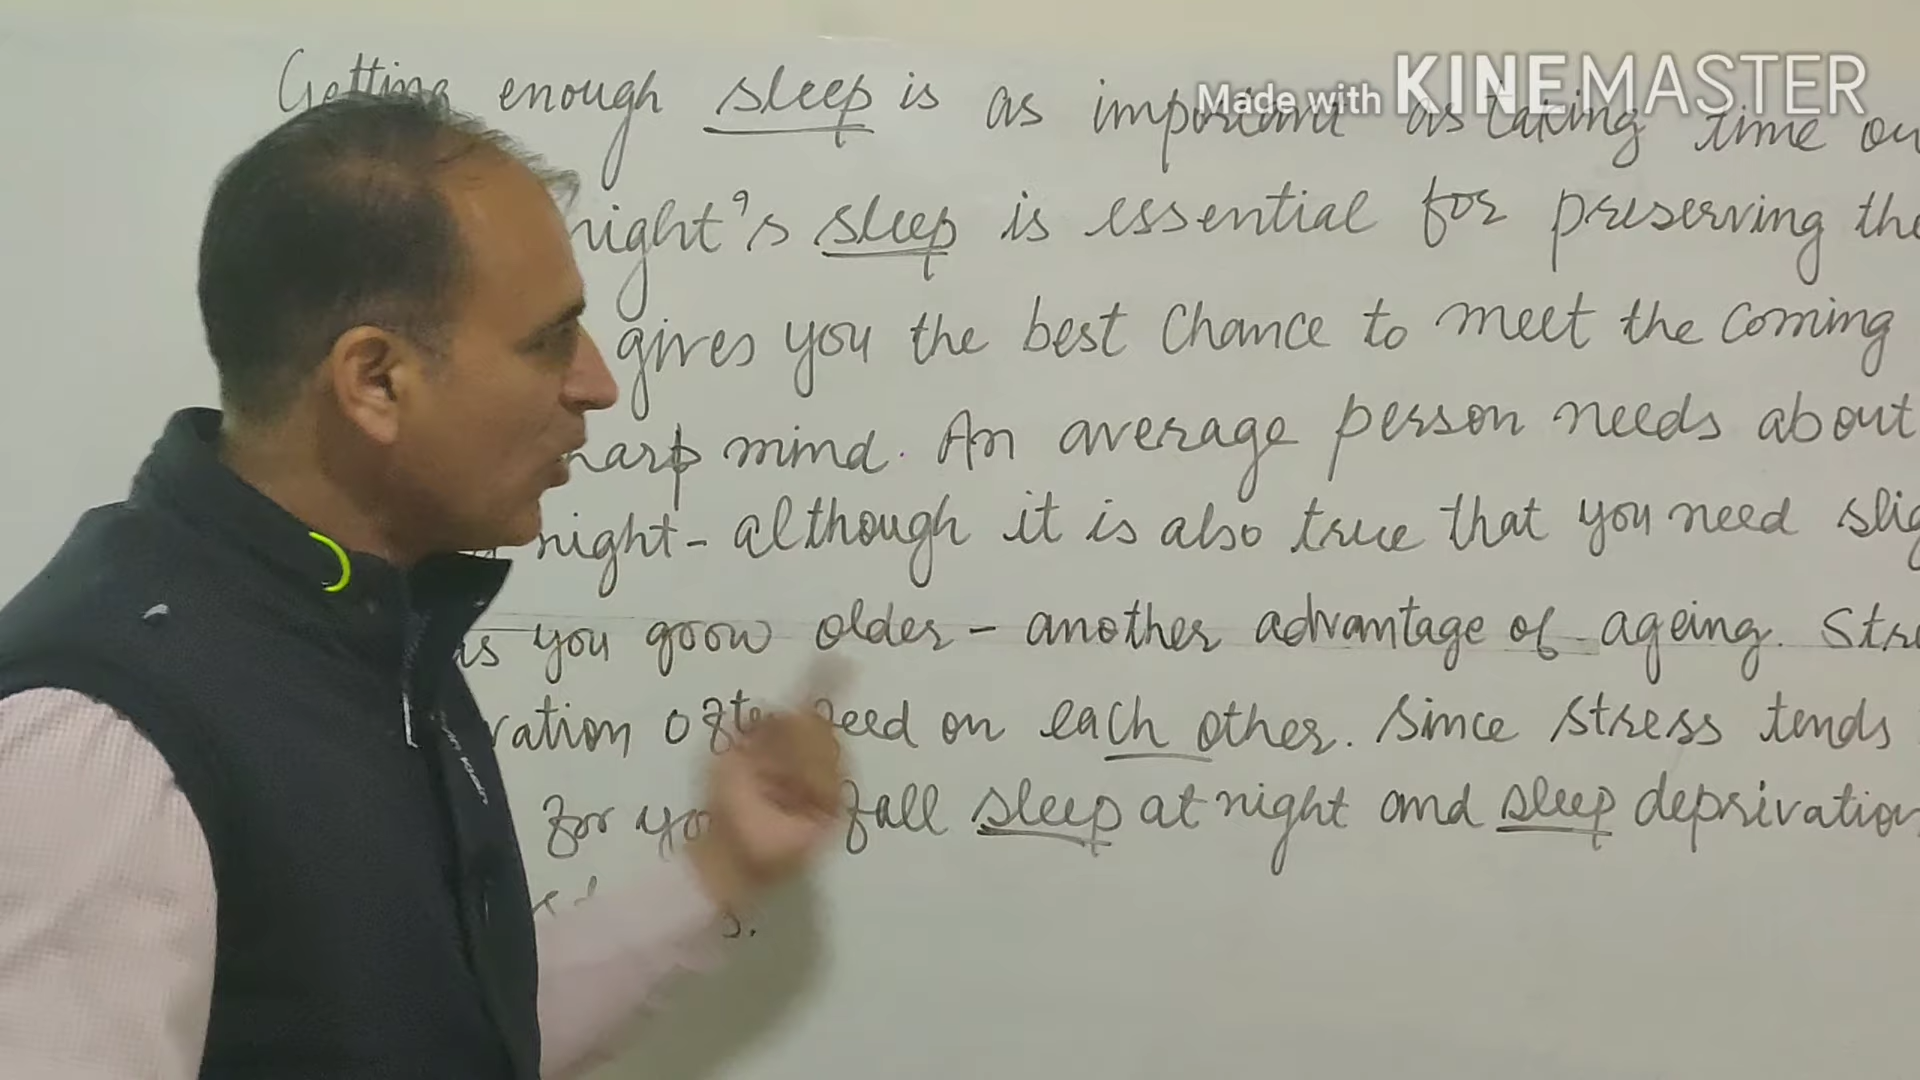 Made with KINEMASTER
Getting enough sleep is as important as taking time
night's sleep is essential for preserving the
gives you the best chance to meet the coming
mind. An average person needs about
night - although it is also true that you need
you grow older - another advantage of ageing.
on each other. Since stress tends
for fall sleep at night and sleep deprivation